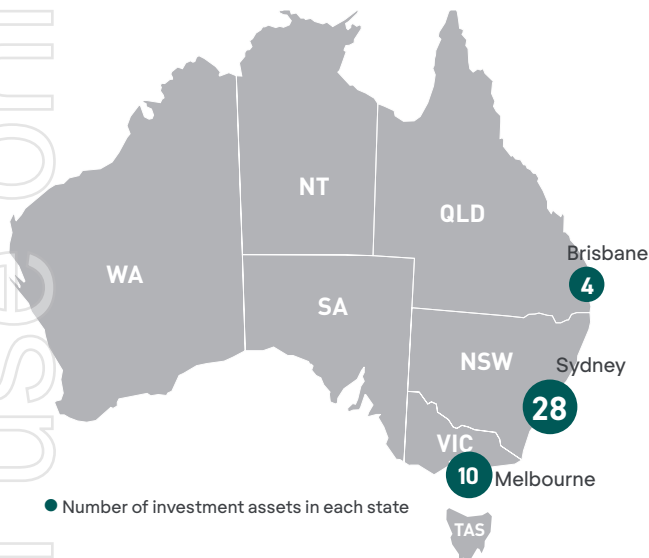 NT
QLD
Brisbane
4
WA
SA
NSW
Sydney
28
VIC
10
Melbourne
Number of investment assets in each state
TAS